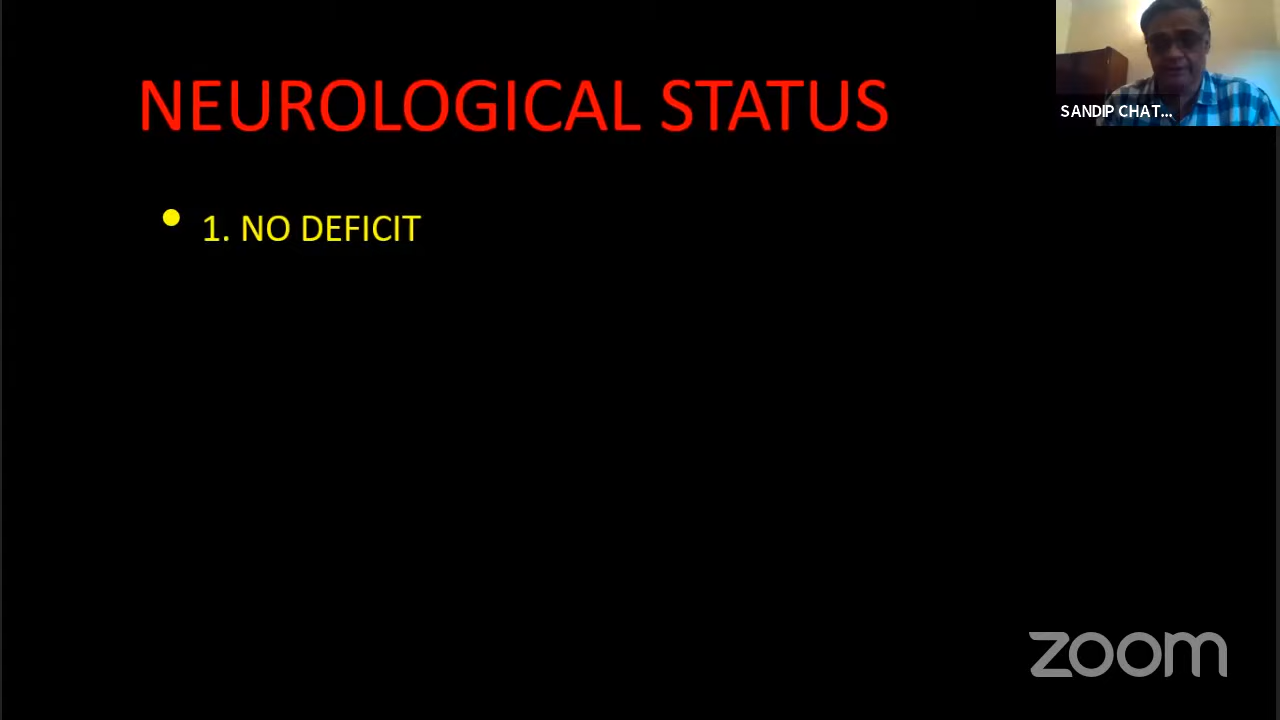 NEUROLOGICAL STATUS
SANDIP CHAT...
• 1. NO DEFICIT
zoom